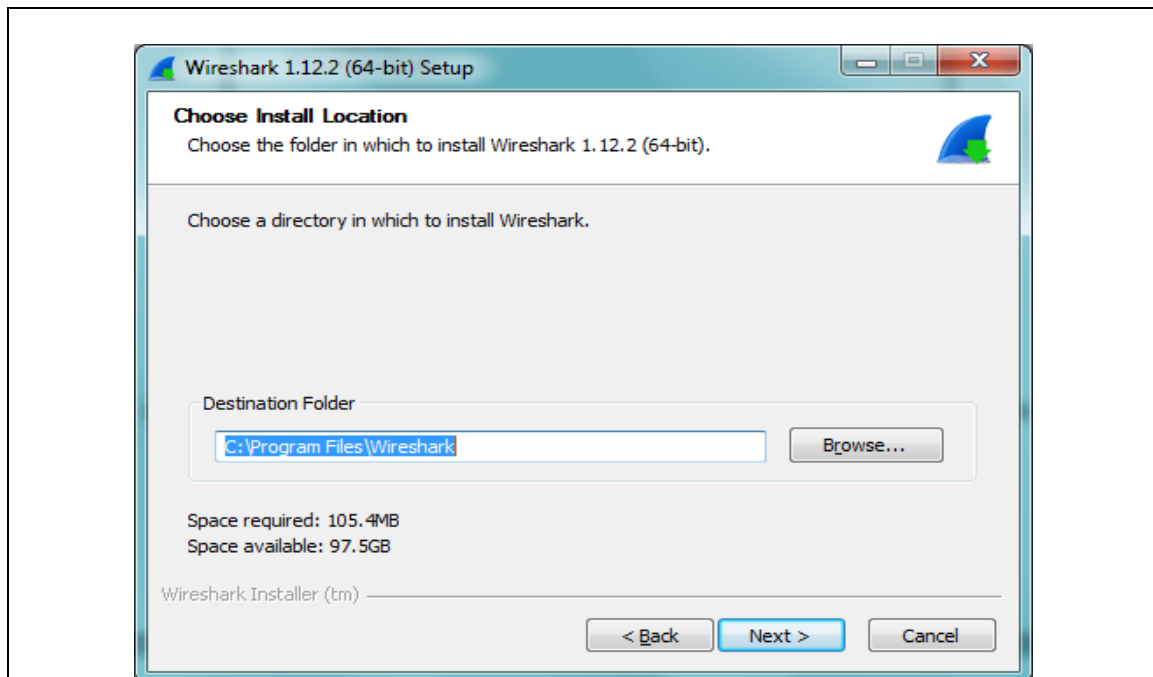 Wireshark 1.12.2 (64-bit) Setup
Choose Install Location
Choose the folder in which to install Wireshark 1.12.2 (64-bit).
Choose a directory in which to install Wireshark.
Destination Folder
C:\Program Files\Wireshark
Browse...
Space required: 105.4MB
Space available: 97.5GB
Wireshark Installer (tm)
< Back Next > Cancel